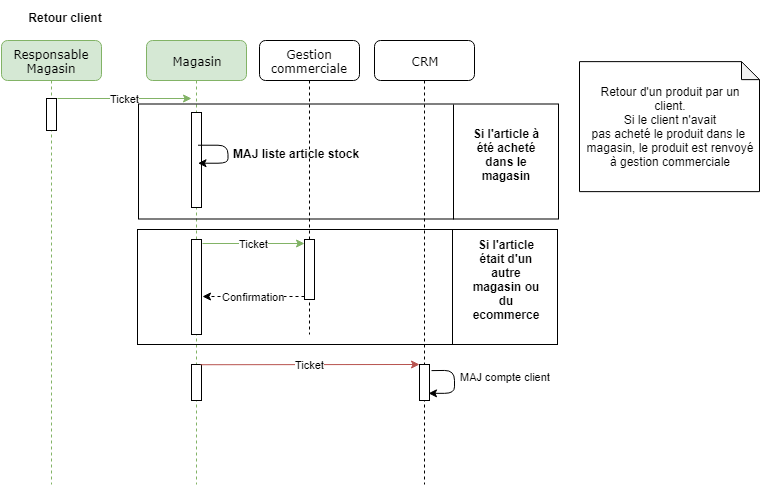 Retour client
Responsable
Magasin
Magasin
Gestion
commerciale
CRM
Retour d'un produit par un
client.
Si le client n'avait
pas acheté le produit dans le
magasin, le produit est renvoyé
à gestion commerciale
Ticket
Si l'article à
été acheté
dans le
magasin
MAJ liste article stock
Ticket
Confirmation
Si l'article
était d'un
autre
magasin ou
du
ecommerce
Ticket
MAJ compte client